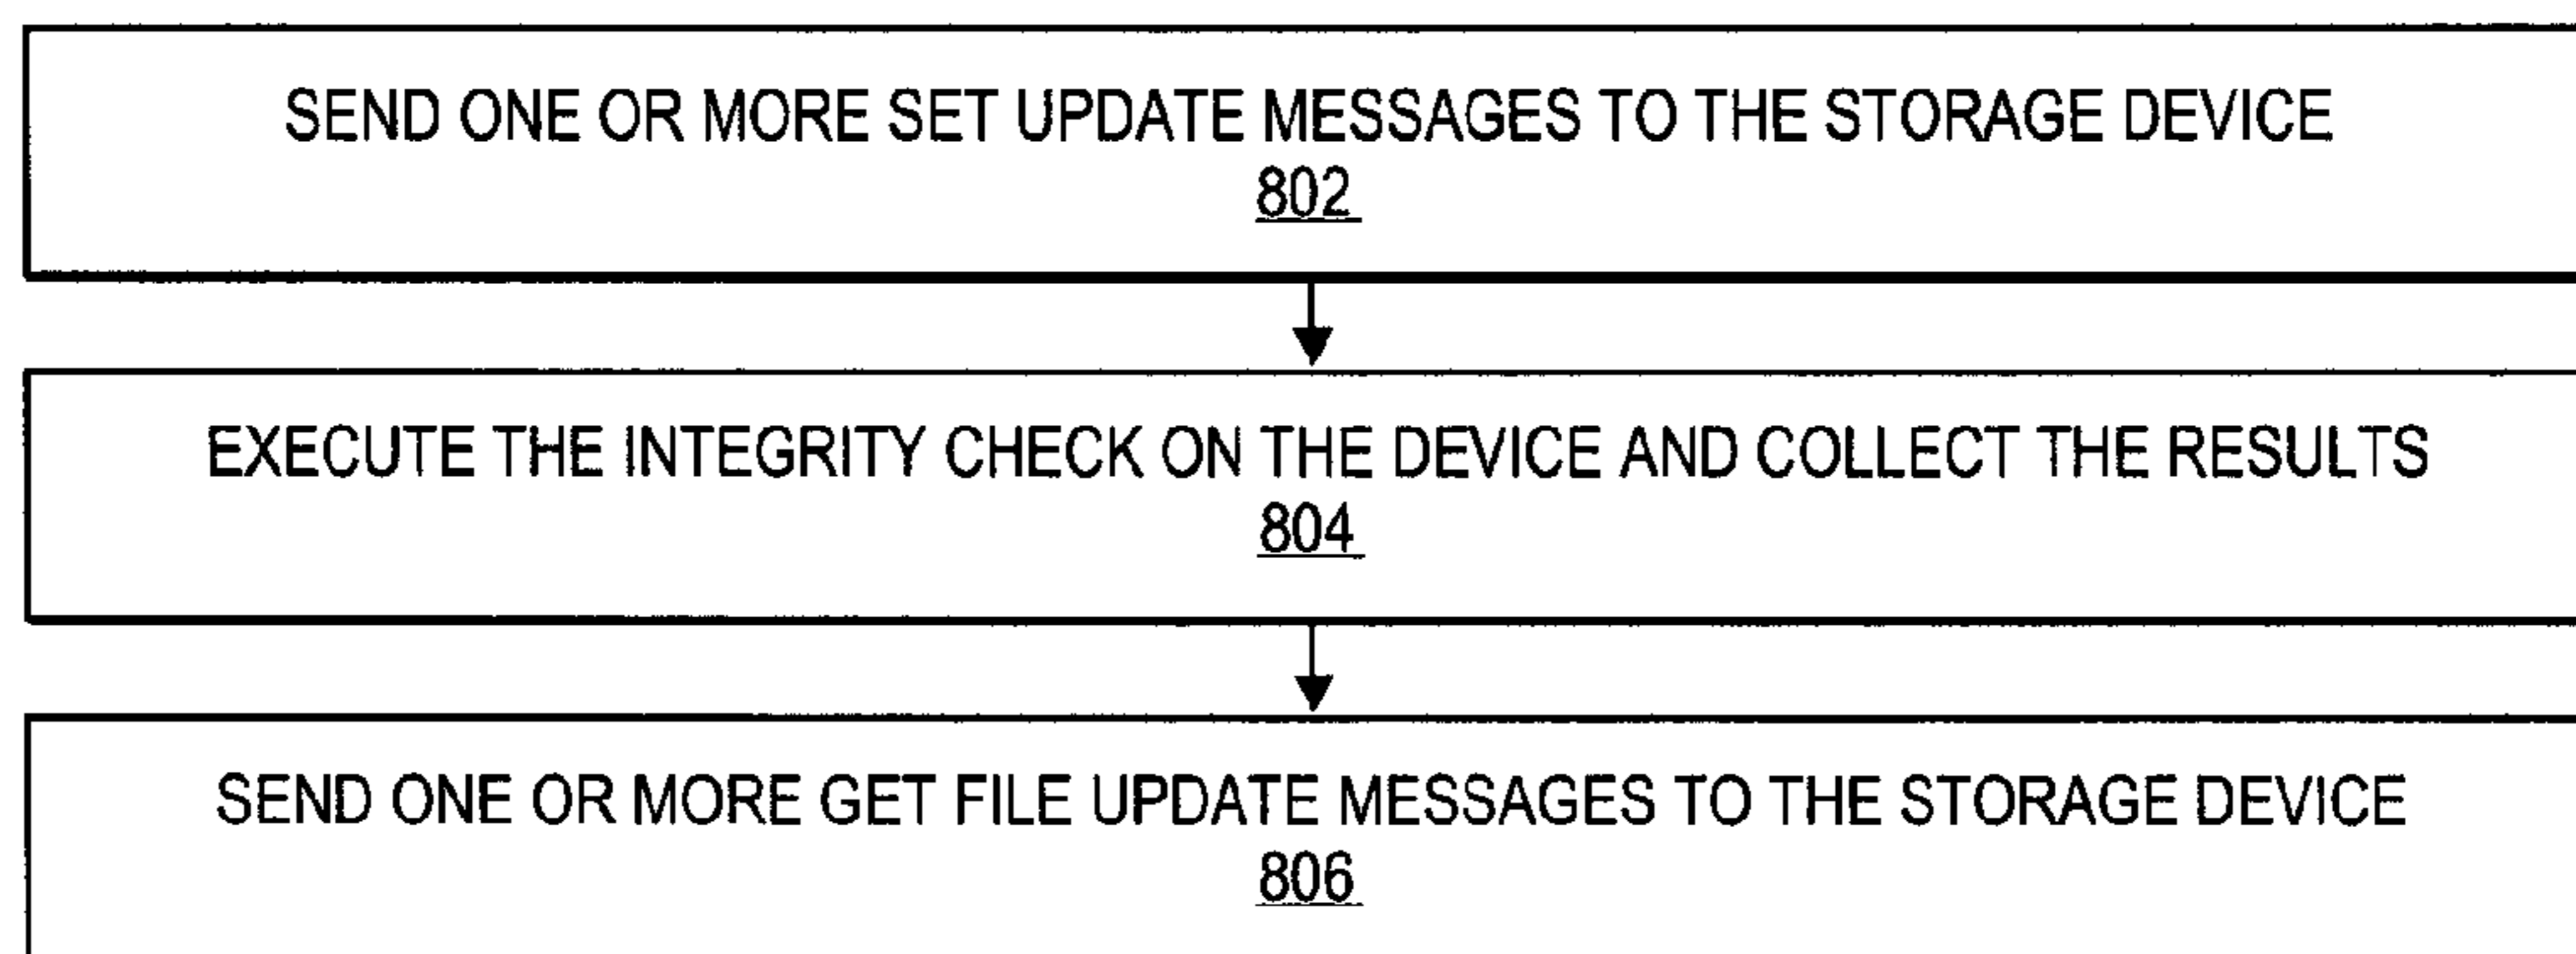 SEND ONE OR MORE SET UPDATE MESSAGES TO THE STORAGE DEVICE
802
EXECUTE THE INTEGRITY CHECK ON THE DEVICE AND COLLECT THE RESULTS
804
SEND ONE OR MORE GET FILE UPDATE MESSAGES TO THE STORAGE DEVICE
806